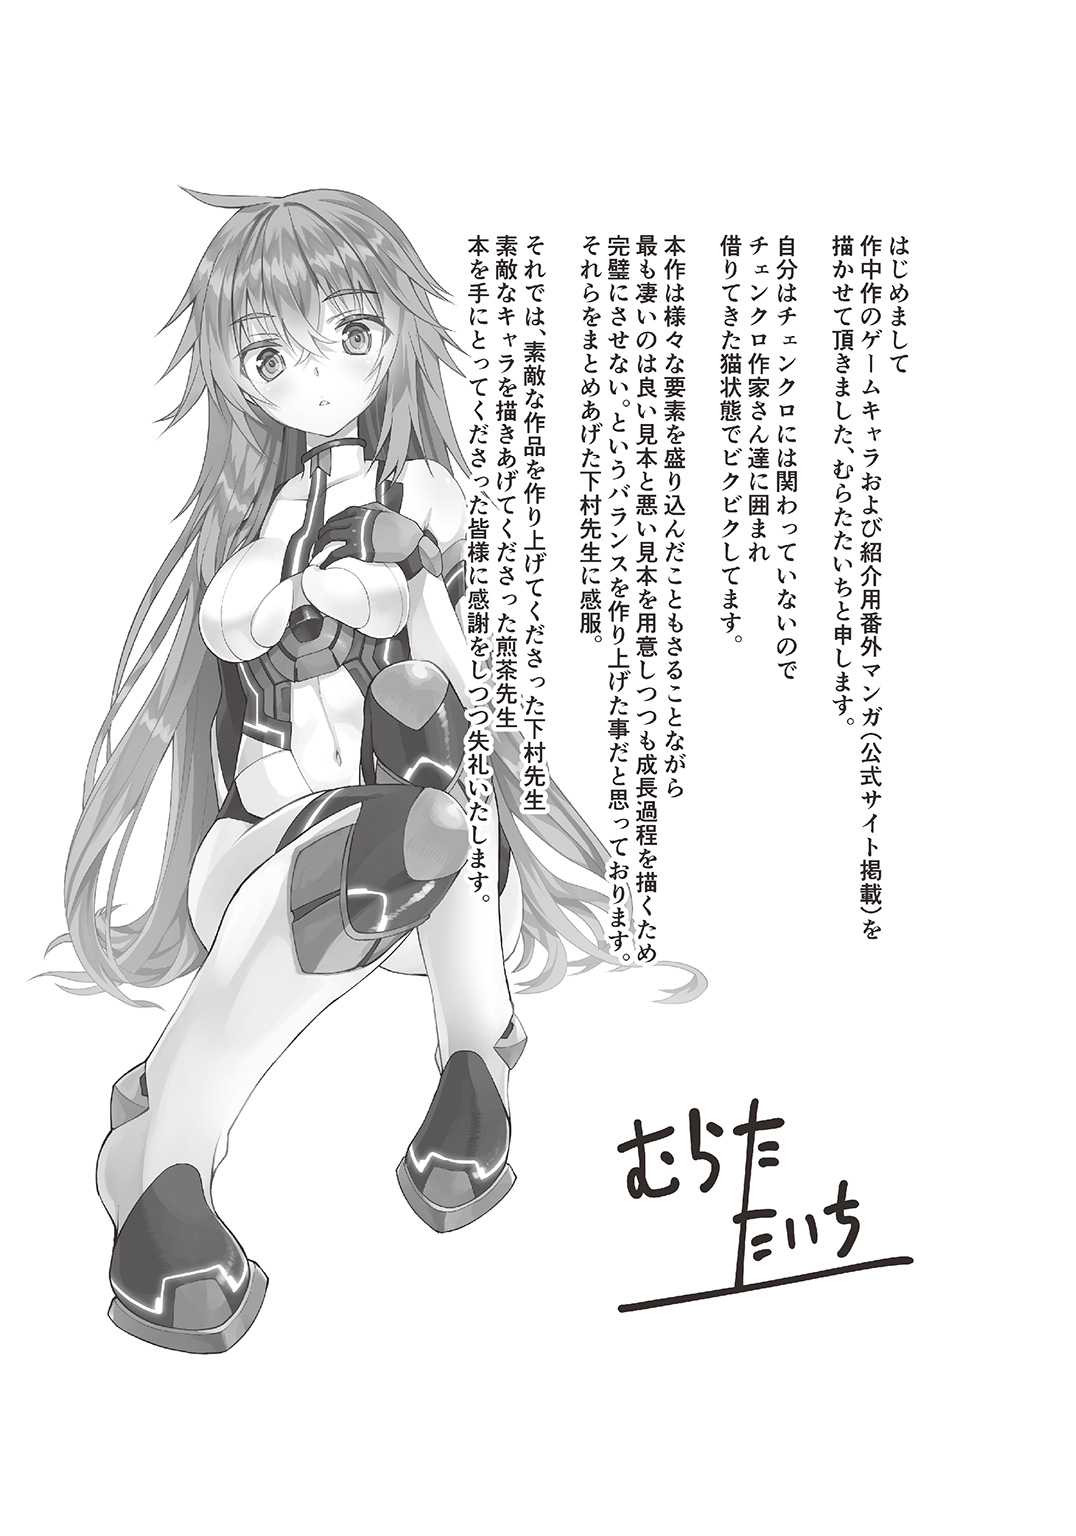 はじめまして
作中作のゲームキャラおよび紹介用番外マンガ（公式サイト掲載）を
描かせて頂きました、むらたたいちと申します。
自分はチェンクロには関わっていないので
チェンクロ作家さん達に囲まれ
借りてきた猫状態でビクビクしてます。
本作は様々な要素を盛り込んだこともさることながら
最も凄いのは良い見本と悪い見本を用意しつつも成長過程を描くため
完璧にさせない。というバランスを作り上げた事だと思っております。
それらをまとめあげた下村先生に感服。
それでは、素敵な作品を作り上げてくださった下村先生
素敵なキャラを描きあげてくださった煎茶先生
本を手にとってくださった皆様に感謝をしつつ失礼いたします。
むらた
たいち